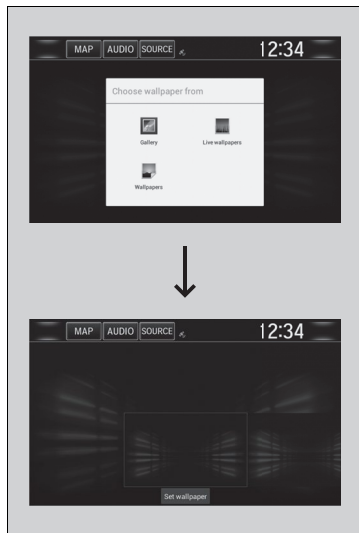 MAP AUDIO SOURCE 12:34
Choose wallpaper from
Gallery Live wallpapers
Wallpapers
MAP AUDIO SOURCE 12:34
Set wallpaper